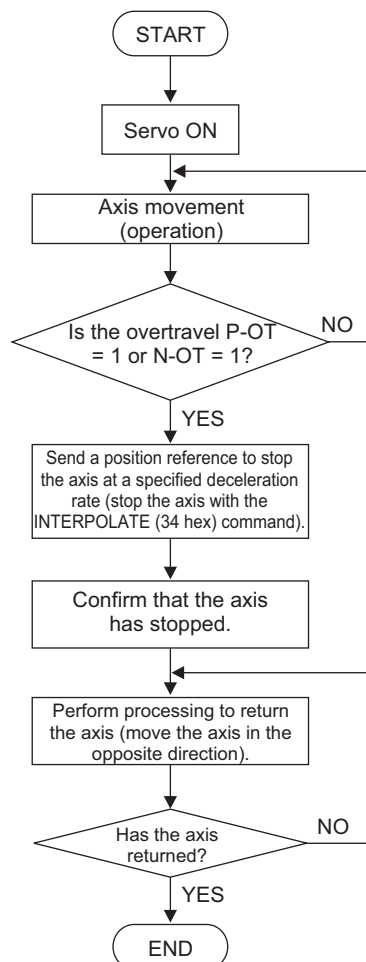 START
Servo ON
Axis movement
(operation)
Is the overtravel P-OT
= 1 or N-OT = 1?
NO
YES
Send a position reference to stop
the axis at a specified deceleration
rate (stop the axis with the
INTERPOLATE (34 hex) command).
Confirm that the axis
has stopped.
Perform processing to return
the axis (move the axis in the
opposite direction).
Has the axis
returned?
NO
YES
END